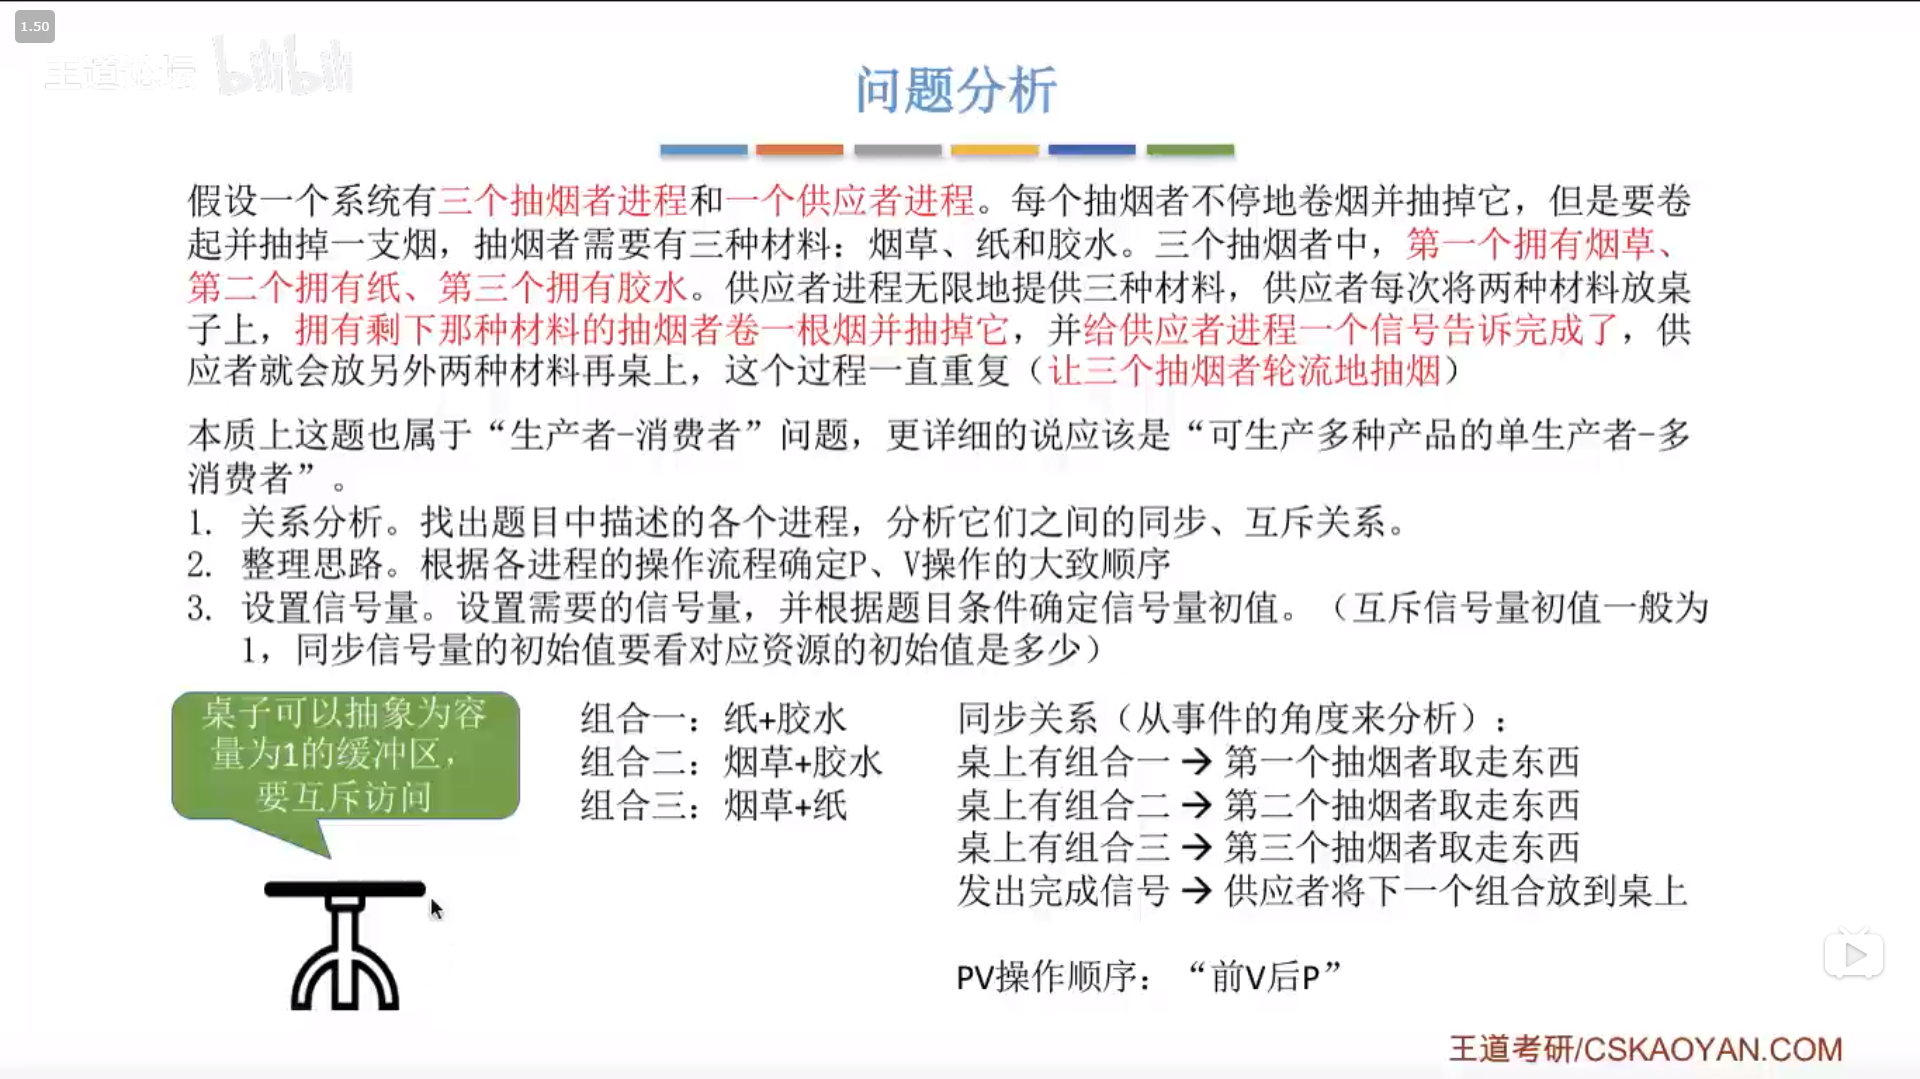 1.50
王道论坛 bilibili
问题分析
假设一个系统有三个抽烟者进程和一个供应者进程。每个抽烟者不停地卷烟并抽掉它，但是要卷
起并抽掉一支烟，抽烟者需要有三种材料：烟草、纸和胶水。三个抽烟者中，第一个拥有烟草、
第二个拥有纸、第三个拥有胶水。供应者进程无限地提供三种材料，供应者每次将两种材料放桌
子上，拥有剩下那种材料的抽烟者卷一根烟并抽掉它，并给供应者进程一个信号告诉完成了，供
应者就会放另外两种材料再桌上，这个过程一直重复（让三个抽烟者轮流地抽烟）
本质上这题也属于“生产者-消费者”问题，更详细的说应该是“可生产多种产品的单生产者-多
消费者”。
1. 关系分析。找出题目中描述的各个进程，分析它们之间的同步、互斥关系。
2. 整理思路。根据各进程的操作流程确定P、V操作的大致顺序
3. 设置信号量。设置需要的信号量，并根据题目条件确定信号量初值。（互斥信号量初值一般为
1，同步信号量的初始值要看对应资源的初始值是多少）
桌子可以抽象为容
量为1的缓冲区，
要互斥访问
组合一：纸+胶水
组合二：烟草+胶水
组合三：烟草+纸
同步关系（从事件的角度来分析）：
桌上有组合一→第一个抽烟者取走东西
桌上有组合二→第二个抽烟者取走东西
桌上有组合三→第三个抽烟者取走东西
发出完成信号→供应者将下一个组合放到桌上
PV操作顺序：“前V后P”
王道考研/CSKAOYAN.COM